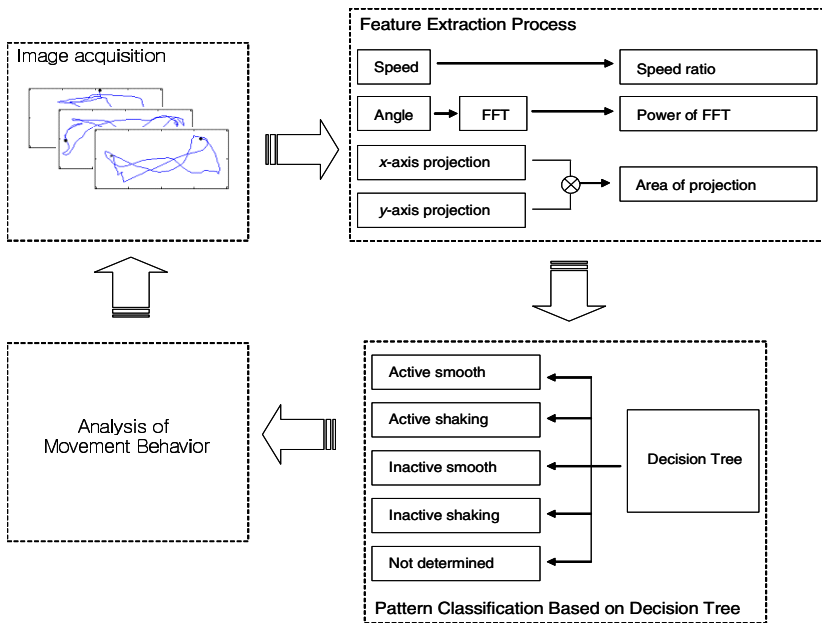 Image acquisition
Feature Extraction Process
Speed
Speed ratio
Angle
FFT
Power of FFT
x-axis projection
y-axis projection
Area of projection
Analysis of
Movement Behavior
Active smooth
Active shaking
Inactive smooth
Inactive shaking
Not determined
Decision Tree
Pattern Classification Based on Decision Tree